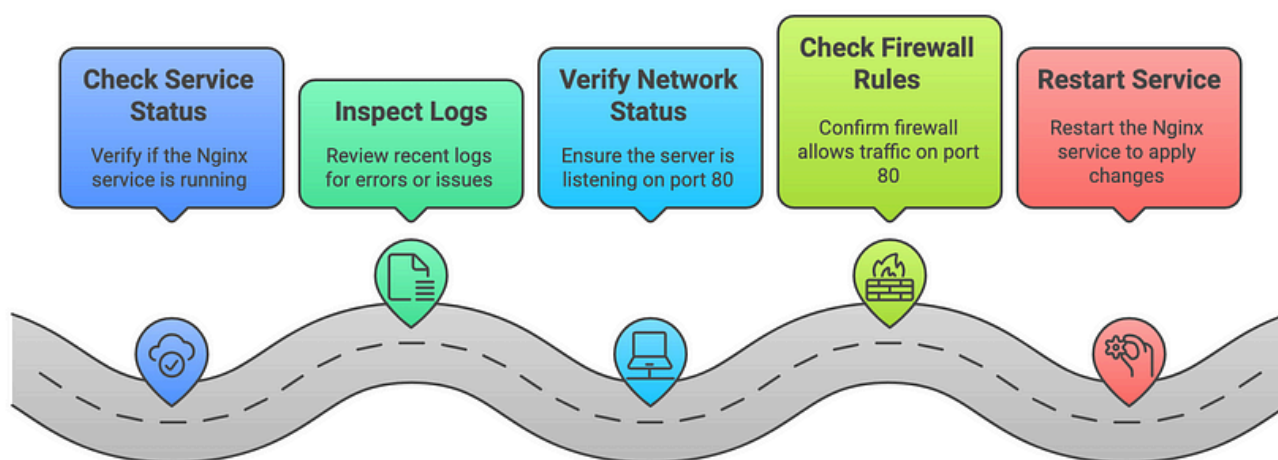 Check Service
Status
Verify if the Nginx
service is running
Inspect Logs
Review recent logs
for errors or issues
Verify Network
Status
Ensure the server is
listening on port 80
Check Firewall
Rules
Confirm firewall
allows traffic on port
80
Restart Service
Restart the Nginx
service to apply
changes